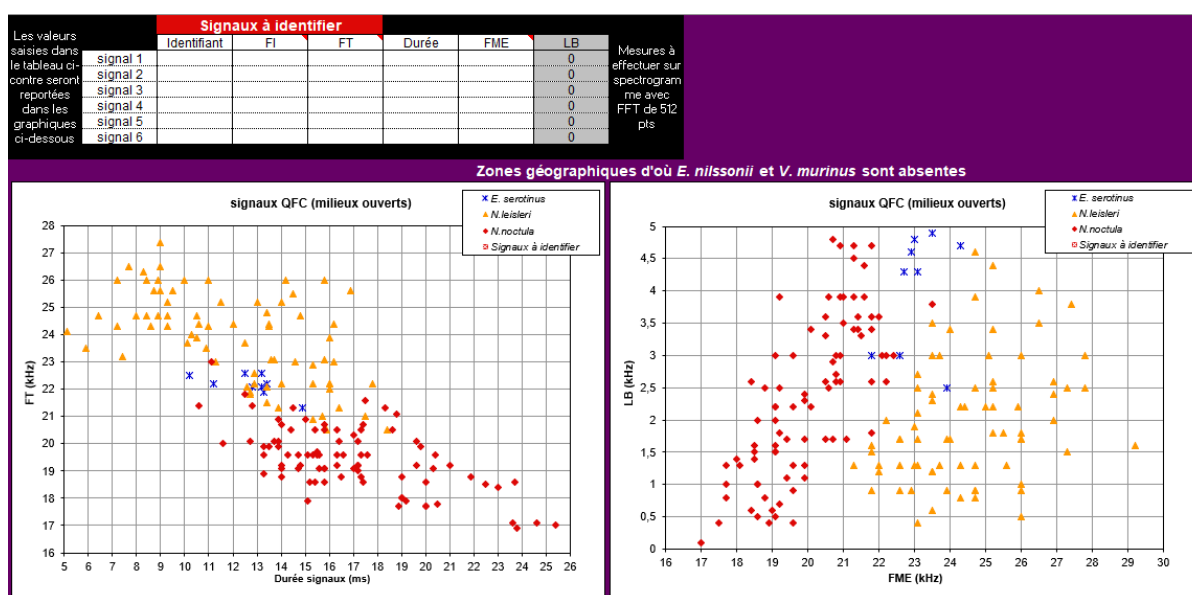 Les valeurs
saisies dans
le tableau ci-
contre seront
reportées
dans les
graphiques
ci-dessous
Signaux à identifier
Identifiant FI FT Durée FME LB
signal 1 0
signal 2 0
signal 3 0
signal 4 0
signal 5 0
signal 6 0
Mesures à
effectuer sur
spectrogram
me avec
FFT de 512
pts
Zones géographiques d'où E. nilssonii et V. murinus sont absentes
signaux QFC (milieux ouverts)
E. serotinus
N.leisleri
N.noctula
Signaux à identifier
FT (kHz)
28
27
26
25
24
23
22
21
20
19
18
17
16
5 6 7 8 9 10 11 12 13 14 15 16 17 18 19 20 21 22 23 24 25 26
Durée signaux (ms)
signaux QFC (milieux ouverts)
E. serotinus
N.leisleri
N.noctula
Signaux à identifier
LB (kHz)
5
4,5
4
3,5
3
2,5
2
1,5
1
0,5
0
16 17 18 19 20 21 22 23 24 25 26 27 28 29 30
FME (kHz)